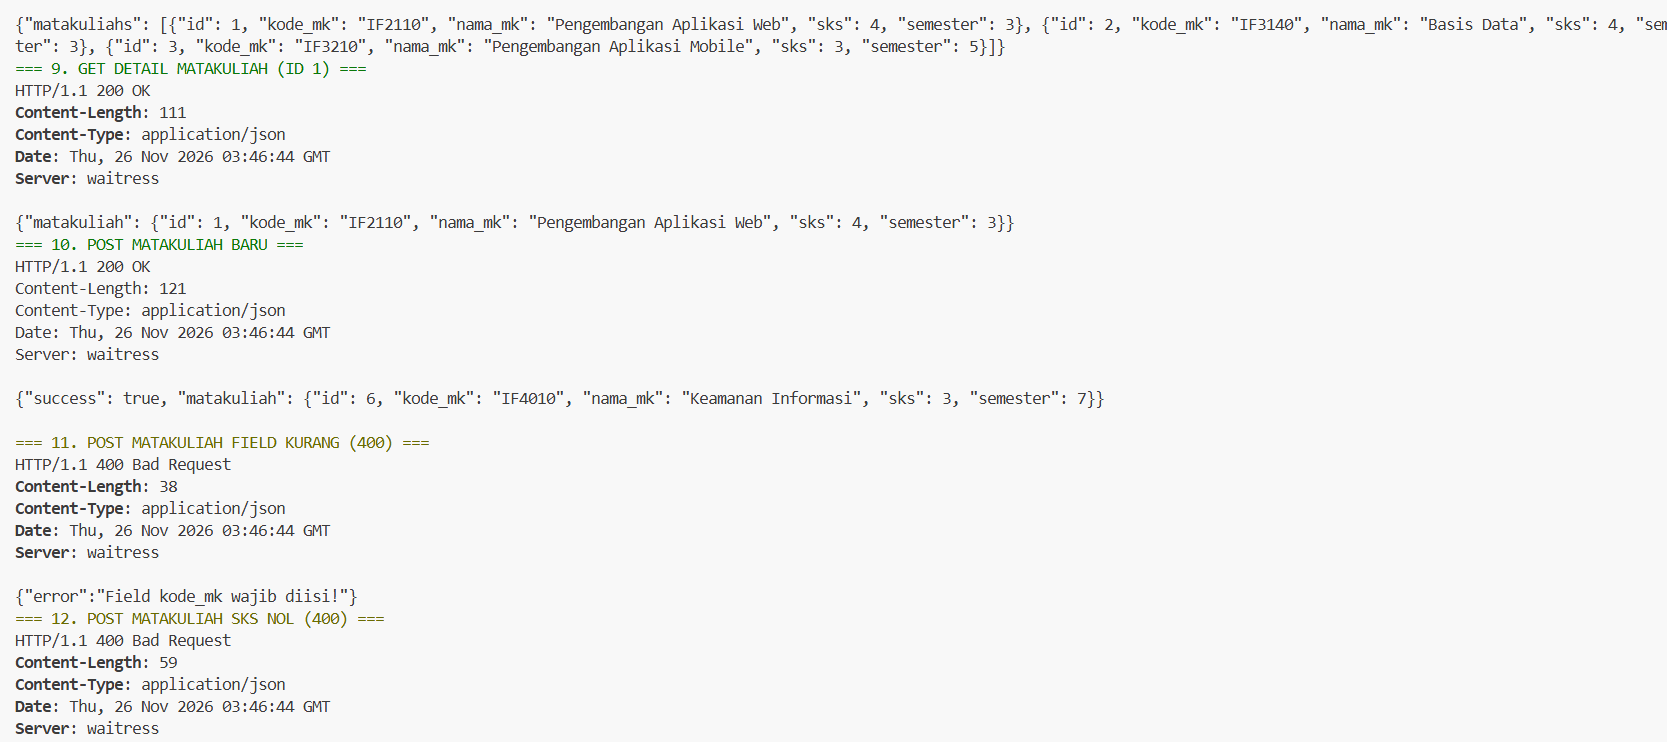 {"matakuliahs": [{"id": 1, "kode_mk": "IF2110", "nama_mk": "Pengembangan Aplikasi Web", "sks": 4, "semester": 3}, {"id": 2, "kode_mk": "IF3140", "nama_mk": "Basis Data", "sks": 4, "sem
ter": 3}, {"id": 3, "kode_mk": "IF3210", "nama_mk": "Pengembangan Aplikasi Mobile", "sks": 3, "semester": 5}]}
=== 9. GET DETAIL MATAKULIAH (ID 1) ===
HTTP/1.1 200 OK
Content-Length: 111
Content-Type: application/json
Date: Thu, 26 Nov 2026 03:46:44 GMT
Server: waitress
{"matakuliah": {"id": 1, "kode_mk": "IF2110", "nama_mk": "Pengembangan Aplikasi Web", "sks": 4, "semester": 3}}
=== 10. POST MATAKULIAH BARU ===
HTTP/1.1 200 OK
Content-Length: 121
Content-Type: application/json
Date: Thu, 26 Nov 2026 03:46:44 GMT
Server: waitress
{"success": true, "matakuliah": {"id": 6, "kode_mk": "IF4010", "nama_mk": "Keamanan Informasi", "sks": 3, "semester": 7}}
=== 11. POST MATAKULIAH FIELD KURANG (400) ===
HTTP/1.1 400 Bad Request
Content-Length: 38
Content-Type: application/json
Date: Thu, 26 Nov 2026 03:46:44 GMT
Server: waitress
{"error":"Field kode_mk wajib diisi!"}
=== 12. POST MATAKULIAH SKS NOL (400) ===
HTTP/1.1 400 Bad Request
Content-Length: 59
Content-Type: application/json
Date: Thu, 26 Nov 2026 03:46:44 GMT
Server: waitress